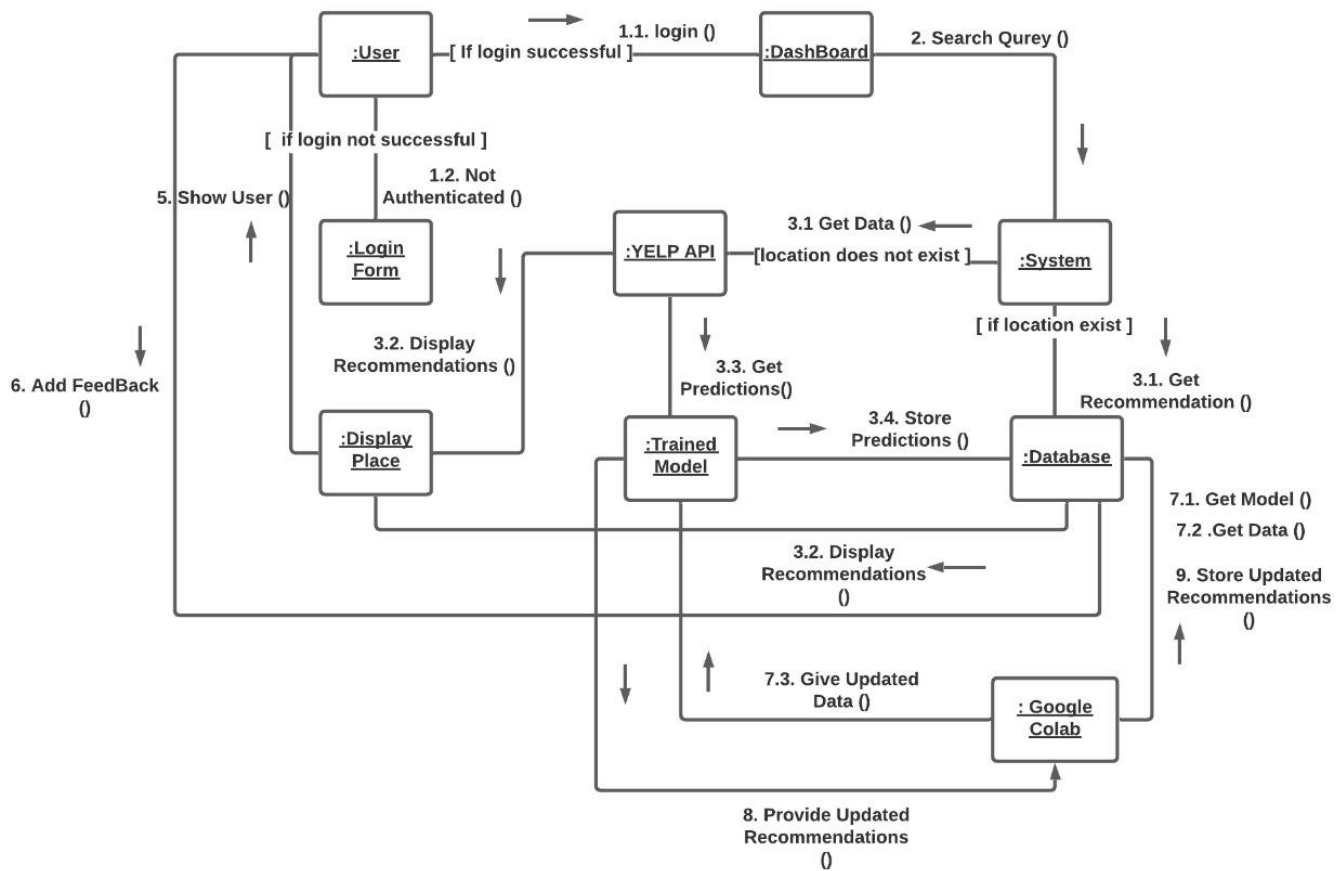 1.1. login ()
2. Search Qurey ()
:User
[ If login successful ]
:DashBoard
[  if login not successful ]
1.2. Not
Authenticated ()
5. Show User ()
3.1 Get Data ()
:YELP API
[location does not exist ]
:System
:Login
Form
[ if location exist ]
3.2. Display
Recommendations ()
3.3. Get
Predictions()
3.1. Get
Recommendation ()
6. Add FeedBack
()
:Display
Place
:Trained
Model
3.4. Store
Predictions ()
:Database
7.1. Get Model ()
7.2 .Get Data ()
3.2. Display
Recommendations
()
9. Store Updated
Recommendations
()
7.3. Give Updated
Data ()
: Google
Colab
8. Provide Updated
Recommendations
()